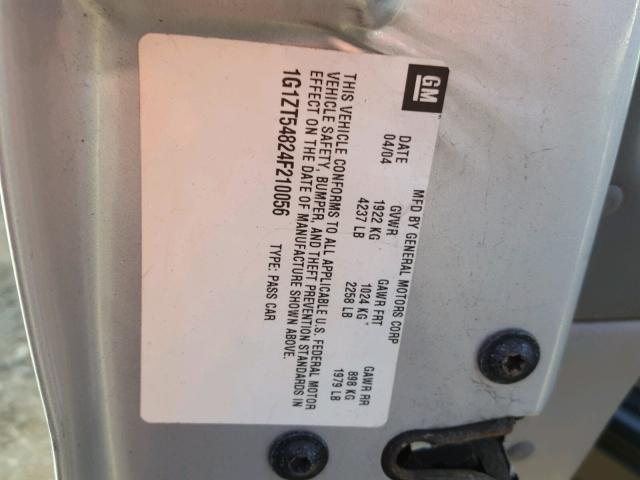 GM
MFD BY GENERAL MOTORS CORP
DATE GVWR GAWR FRT GAWR RR
04/04 1922 KG 1024 KG 898 KG
4237 LB 2258 LB 1979 LB
THIS VEHICLE CONFORMS TO ALL APPLICABLE U.S. FEDERAL MOTOR
VEHICLE SAFETY, BUMPER, AND THEFT PREVENTION STANDARDS IN
EFFECT ON THE DATE OF MANUFACTURE SHOWN ABOVE.
1G1ZT54824F210056 TYPE: PASS CAR